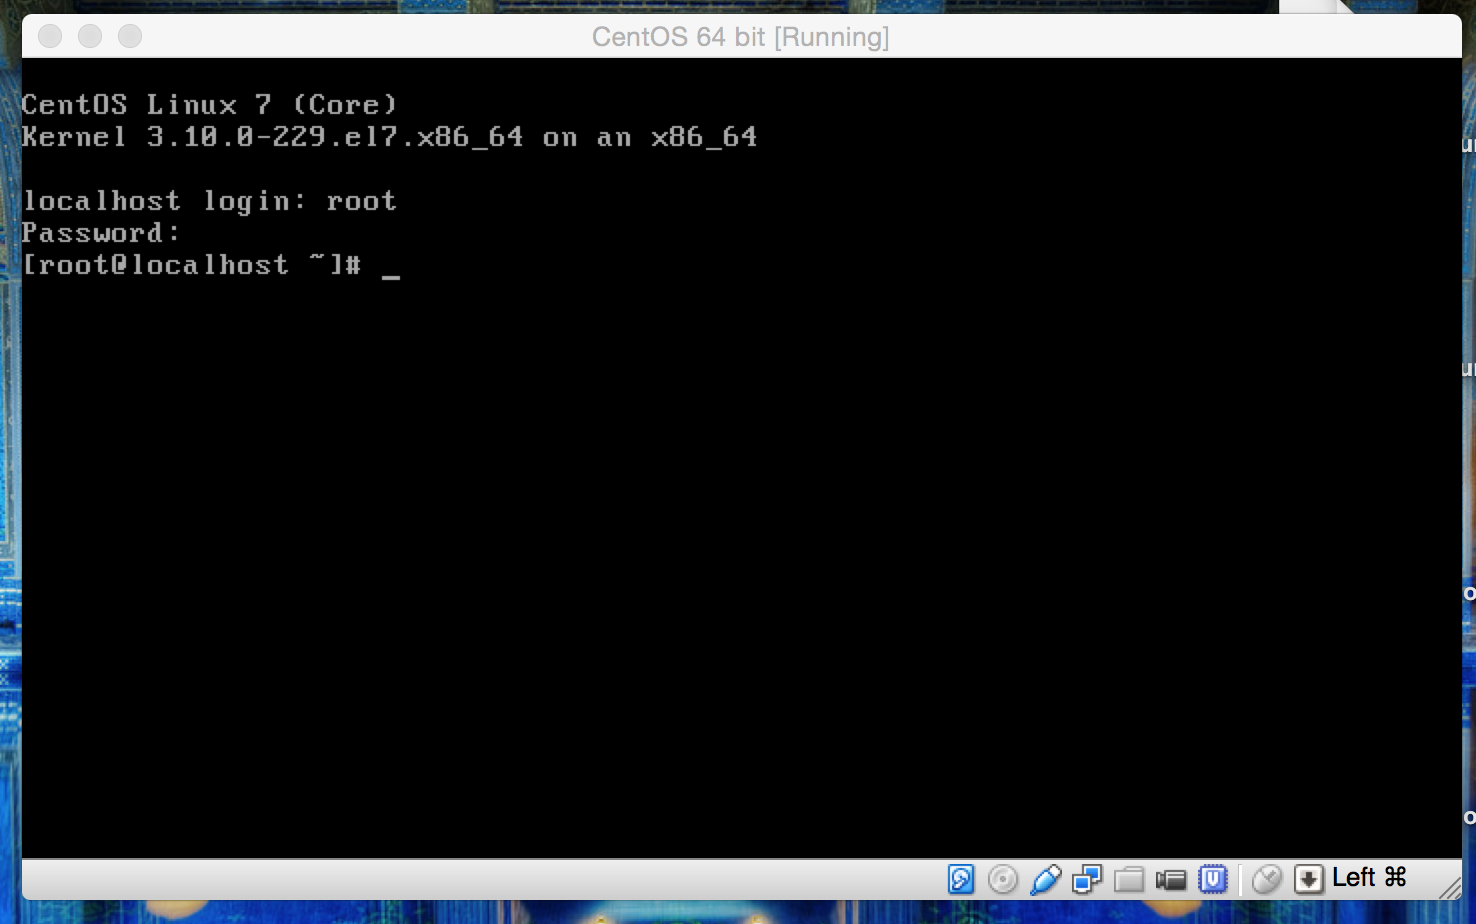 CentOS 64 bit [Running]
CentOS Linux 7 (Core)
Kernel 3.10.0-229.el7.x86_64 on an x86_64
localhost login: root
Password:
[root@localhost ~]# _
Left ⌘